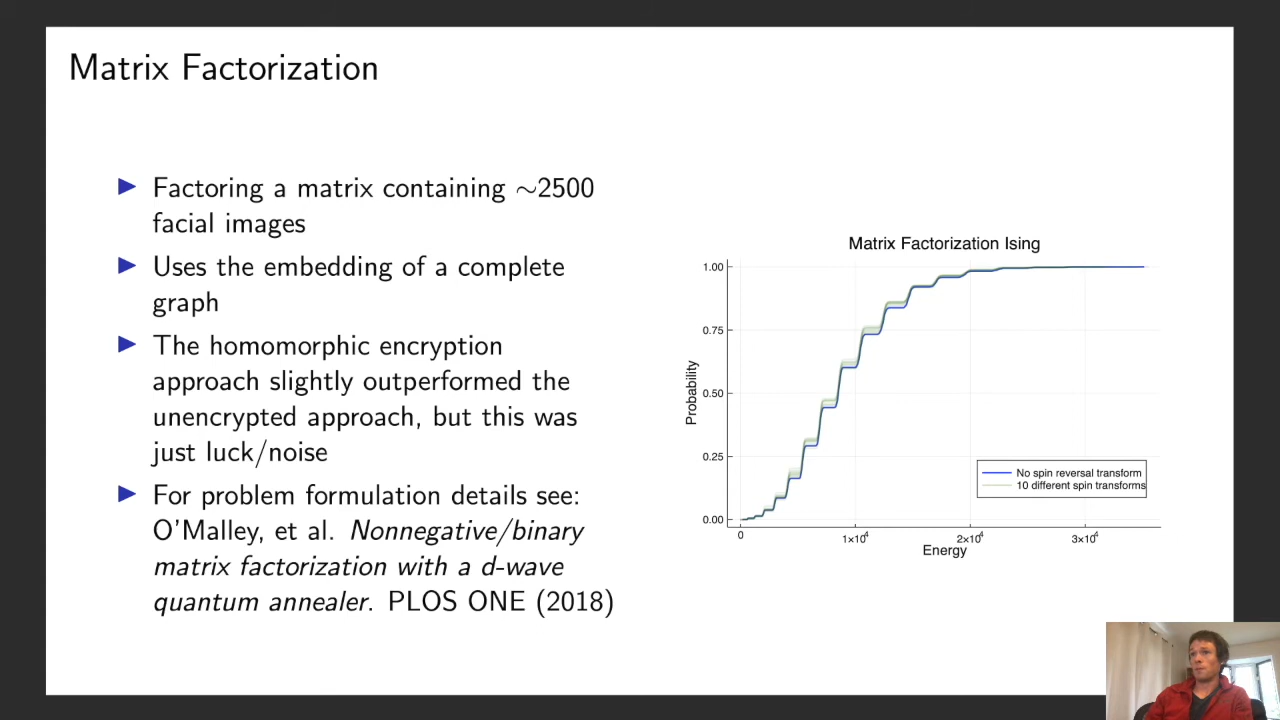 Matrix Factorization
▶ Factoring a matrix containing ∼2500
facial images
▶ Uses the embedding of a complete
graph
▶ The homomorphic encryption
approach slightly outperformed the
unencrypted approach, but this was
just luck/noise
▶ For problem formulation details see:
O'Malley, et al. Nonnegative/binary
matrix factorization with a d-wave
quantum annealer. PLOS ONE (2018)
Matrix Factorization Ising
1.00
0.75
0.50
0.25
0.00
Probability
No spin reversal transform
10 different spin transforms
0
1×10⁴
2×10⁴
3×10⁴
Energy